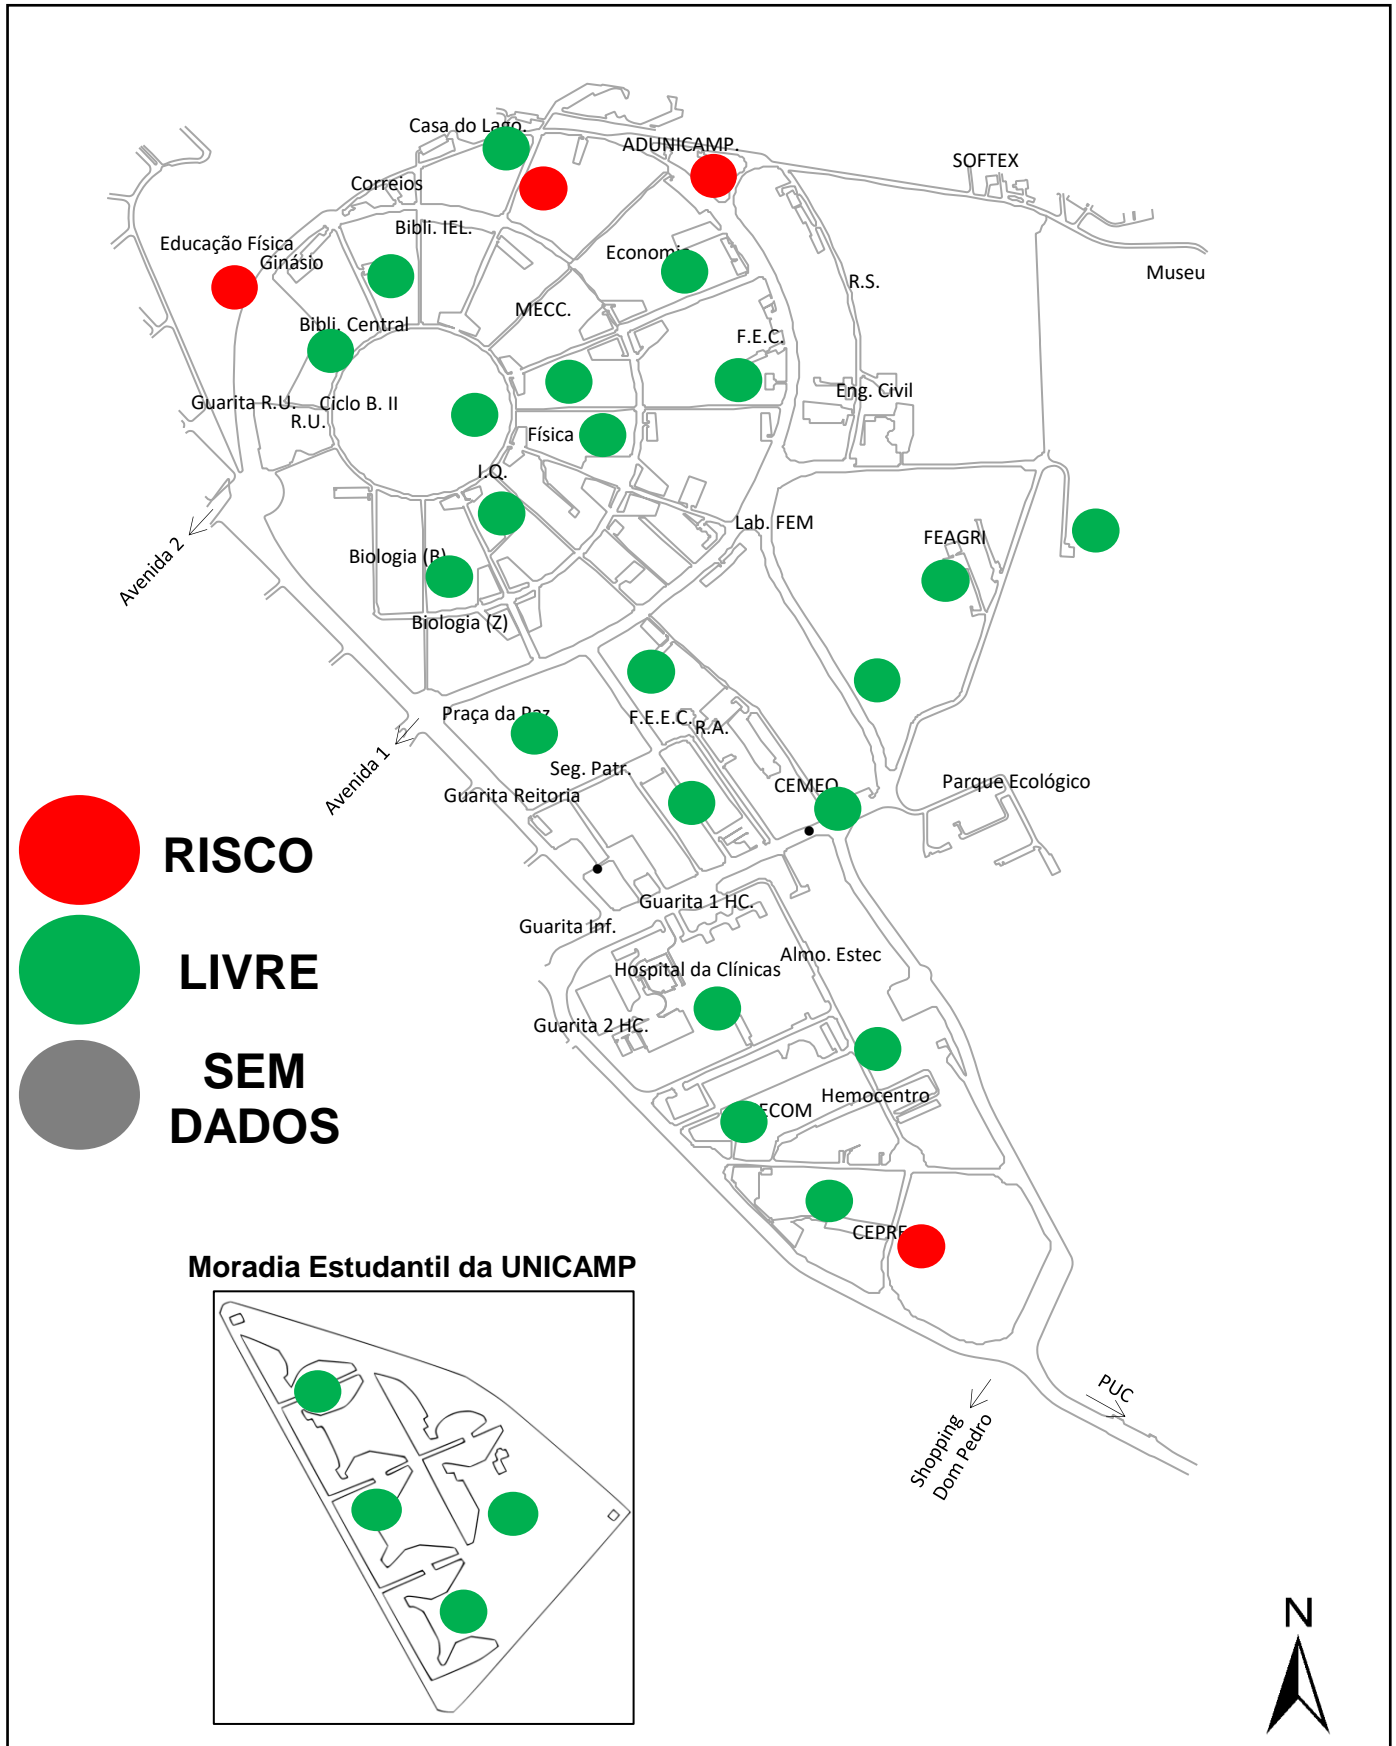 Casa do Lago.
ADUNICAMP.
SOFTEX
Correios
Bibli. IEL.
Educação Física
Ginásio
Economia
Museu
R.S.
MECC.
Bibli. Central
F.E.C.
Eng. Civil
Guarita R.U.
Ciclo B. II
R.U.
Física
I.Q.
Lab. FEM
FEAGRI
Avenida 2
Biologia (B)
Biologia (Z)
Praça da Paz
F.E.E.C.
R.A.
Avenida 1
Seg. Patr.
Guarita Reitoria
CEMEQ
Parque Ecológico
RISCO
Guarita 1 HC.
Guarita Inf.
Almo. Estec
LIVRE
Hospital da Clínicas
Guarita 2 HC.
SEM
DADOS
Hemocentro
ECOM
CEPRE
Moradia Estudantil da UNICAMP
PUC
Shopping
Dom Pedro
N